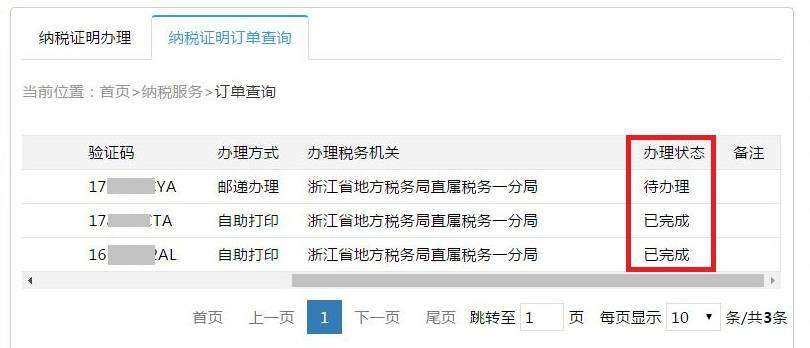 纳税证明办理 纳税证明订单查询
当前位置：首页>纳税服务>订单查询
验证码 办理方式 办理税务机关 办理状态 备注
17 YA 邮递办理 浙江省地方税务局直属税务一分局 待办理
17 TA 自助打印 浙江省地方税务局直属税务一分局 已完成
16 AL 自助打印 浙江省地方税务局直属税务一分局 已完成
首页 上一页 1 下一页 尾页 跳转至 1 页 每页显示 10 条/共3条